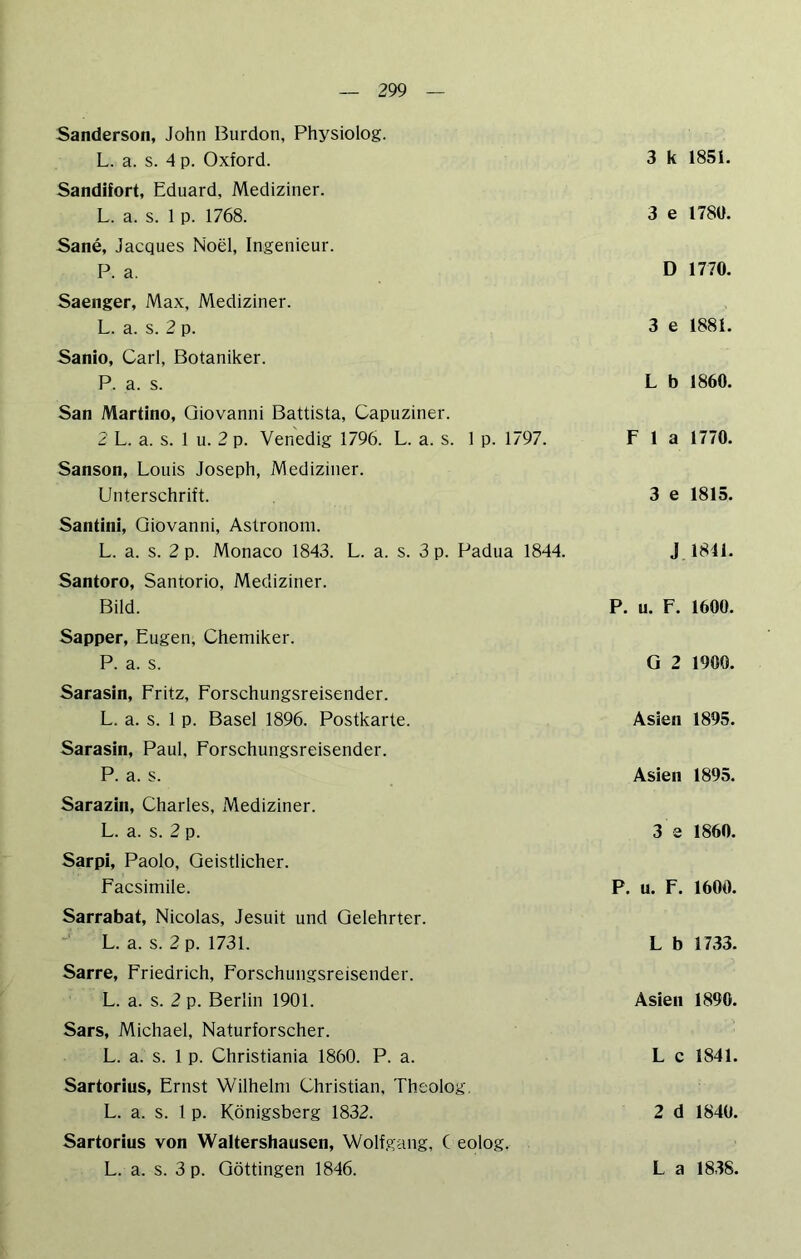 — 299 —
Sanderson, John Burdon, Physiolog.
L. a. s. 4 p. Oxford. 3 k 1851.
Sandifort, Eduard, Mediziner.
L. a. s. 1 p. 1768. 3 e 1780.
Sané, Jacques Noël, Ingenieur.
P. a. D 1770.
Saenger, Max, Mediziner.
L. a. s. 2 p. 3 e 1881.
Sanio, Carl, Botaniker.
P. a. s. L b 1860.
San Martino, Giovanni Battista, Capuziner.
2 L. a. s. 1 u. 2 p. Venedig 1796. L. a. s. 1 p. 1797. F 1 a 1770.
Sanson, Louis Joseph, Mediziner.
Unterschrift. 3 e 1815.
Santini, Giovanni, Astronom.
L. a. s. 2 p. Monaco 1843. L. a. s. 3 p. Padua 1844. J 1841.
Santoro, Santorio, Mediziner.
Bild. P. u. F. 1600.
Sapper, Eugen, Chemiker.
P. a. s. G 2 1900.
Sarasin, Fritz, Forschungsreisender.
L. a. s. 1 p. Basel 1896. Postkarte. Asien 1895.
Sarasin, Paul, Forschungsreisender.
P. a. s. Asien 1895.
Sarazin, Charles, Mediziner.
L. a. s. 2 p. 3 e 1860.
Sarpi, Paolo, Geistlicher.
Facsimile. P. u. F. 1600.
Sarrabat, Nicolas, Jesuit und Gelehrter.
L. a. s. 2 p. 1731. L b 1733.
Sarre, Friedrich, Forschungsreisender.
L. a. s. 2 p. Berlin 1901. Asien 1890.
Sars, Michael, Naturforscher.
L. a. s. 1 p. Christiania 1860. P. a. L c 1841.
Sartorius, Ernst Wilhelm Christian, Theolog.
L. a. s. 1 p. Königsberg 1832. 2 d 1840.
Sartorius von Waltershausen, Wolfgang, Geolog.
L. a. s. 3 p. Göttingen 1846. L a 1838.